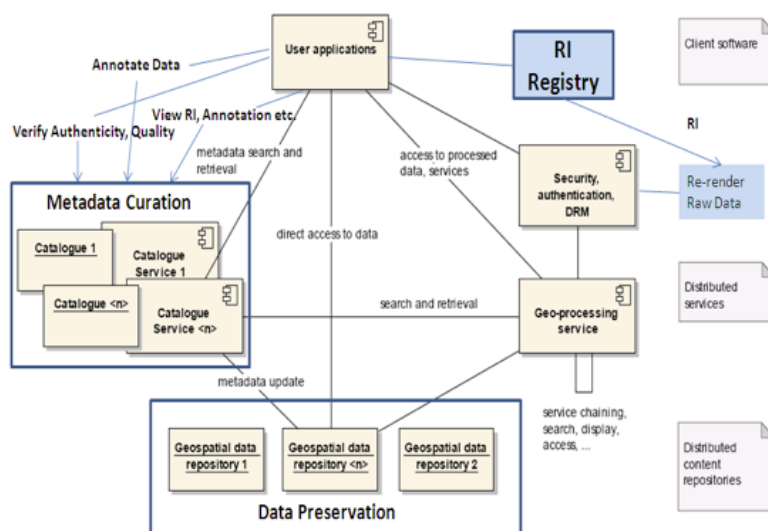 User applications
RI
Registry
Client software
Annotate Data
View RI, Annotation etc.
Verify Authenticity, Quality
metadata search and
retrieval
access to processed
data, services
RI
Security,
authentication,
DRM
Re-render
Raw Data
Metadata Curation
Catalogue 1
Catalogue
Service 1
direct access to data
Catalogue <n>
Catalogue
Service <n>
search and retrieval
Geo-processing
service
Distributed
services
metadata update
service chaining,
search, display,
access, ...
Geospatial data
repository 1
Geospatial data
repository <n>
Geospatial data
repository 2
Distributed
content
repositories
Data Preservation